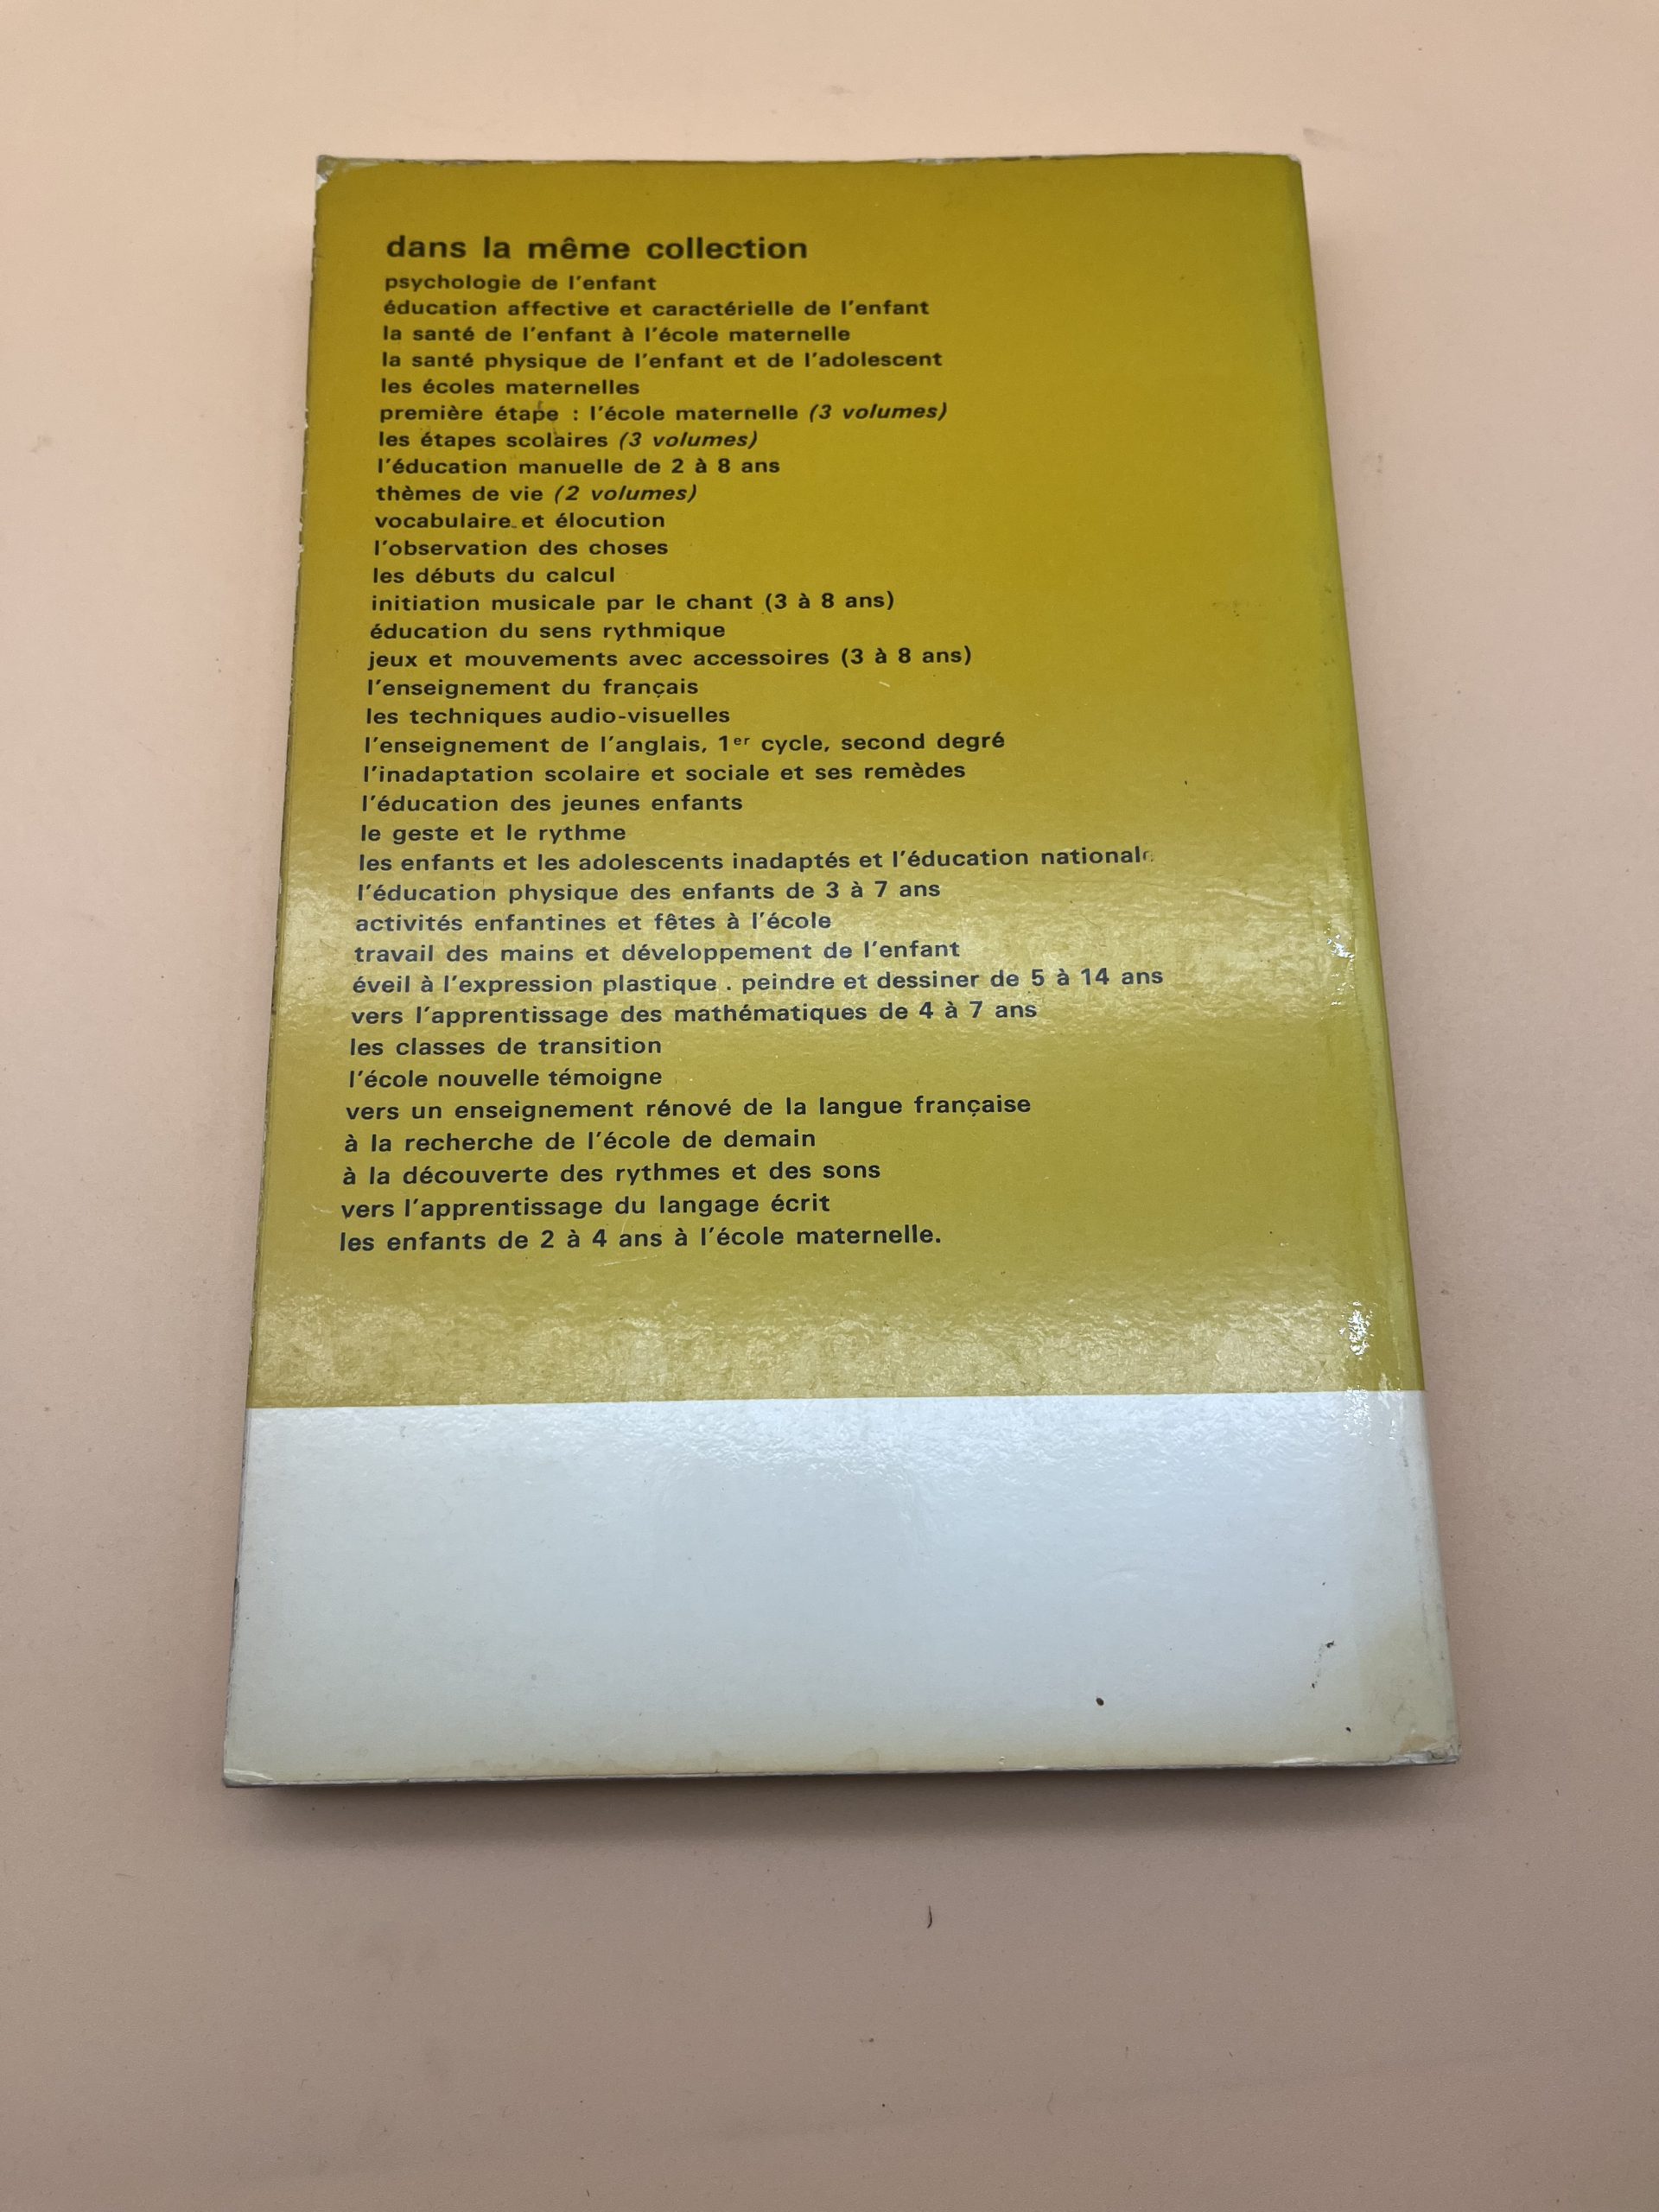 dans la même collection
psychologie de l'enfant
éducation affective et caractérielle de l'enfant
la santé de l'enfant à l'école maternelle
la santé physique de l'enfant et de l'adolescent
les écoles maternelles
première étape : l'école maternelle (3 volumes)
les étapes scolaires (3 volumes)
l'éducation manuelle de 2 à 8 ans
thèmes de vie (2 volumes)
vocabulaire et élocution
l'observation des choses
les débuts du calcul
initiation musicale par le chant (3 à 8 ans)
éducation du sens rythmique
jeux et mouvements avec accessoires (3 à 8 ans)
l'enseignement du français
les techniques audio-visuelles
l'enseignement de l'anglais, 1er cycle, second degré
l'inadaptation scolaire et sociale et ses remèdes
l'éducation des jeunes enfants
le geste et le rythme
les enfants et les adolescents inadaptés et l'éducation nationale
l'éducation physique des enfants de 3 à 7 ans
activités enfantines et fêtes à l'école
travail des mains et développement de l'enfant
éveil à l'expression plastique . peindre et dessiner de 5 à 14 ans
vers l'apprentissage des mathématiques de 4 à 7 ans
les classes de transition
l'école nouvelle témoigne
vers un enseignement rénové de la langue française
à la recherche de l'école de demain
à la découverte des rythmes et des sons
vers l'apprentissage du langage écrit
les enfants de 2 à 4 ans à l'école maternelle.